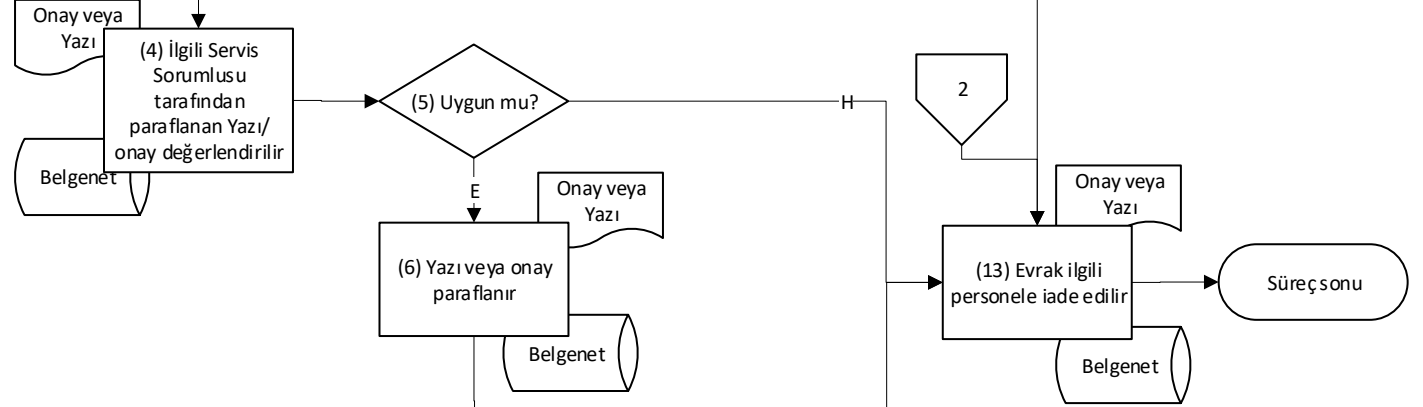 Onay veya
Yazı
(4) İlgili Servis
Sorumlusu
tarafından
paraflanan Yazı/
onay değerlendirilir
Belgenet
(5) Uygun mu?
H
E
Onay veya
Yazı
(6) Yazı veya onay
paraflanır
Belgenet
2
Onay veya
Yazı
(13) Evrak ilgili
personele iade edilir
Belgenet
Süreç sonu